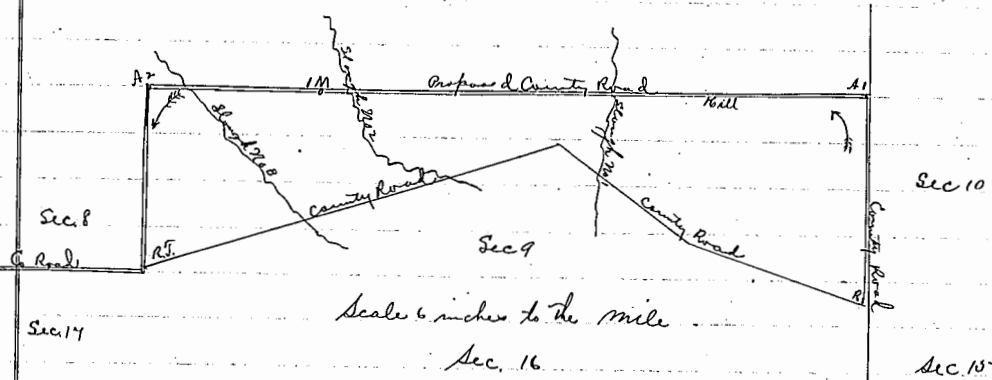 A2
1M
Proposed County Road
A1
Hill
Slough No 3
Slough No 2
Slough No 1
Sec 10
County Road
County Road
County Road
Sec. 8
Co Road
R.J.
Sec 9
R
Scale 6 inches to the mile
Sec. 17
Sec. 16
Sec. 15